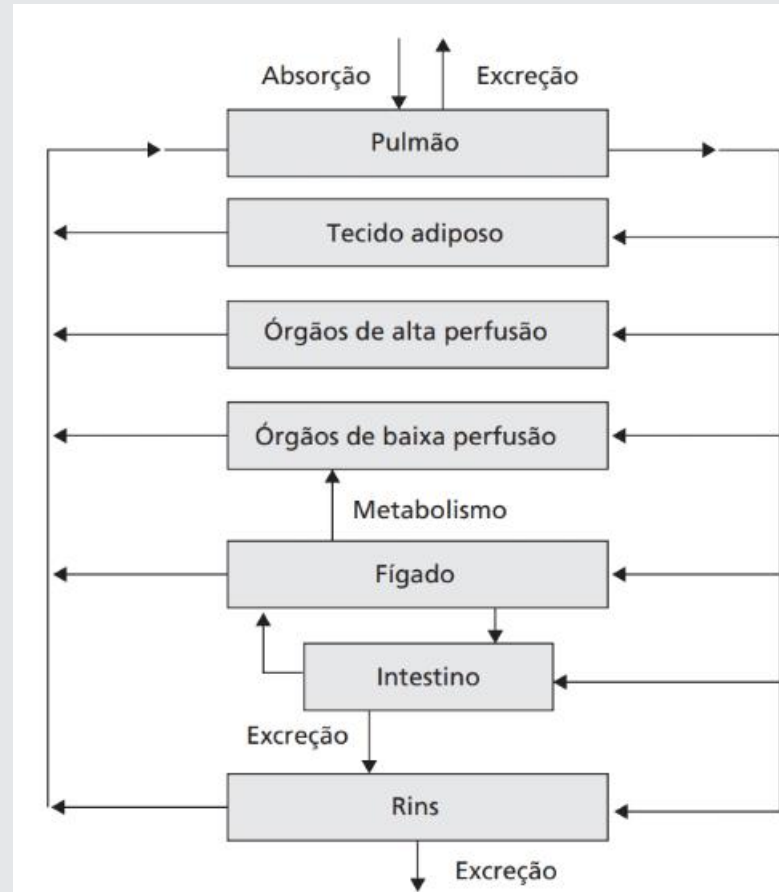 Absorção
Excreção
Pulmão
Tecido adiposo
Órgãos de alta perfusão
Órgãos de baixa perfusão
Metabolismo
Fígado
Intestino
Excreção
Rins
Excreção